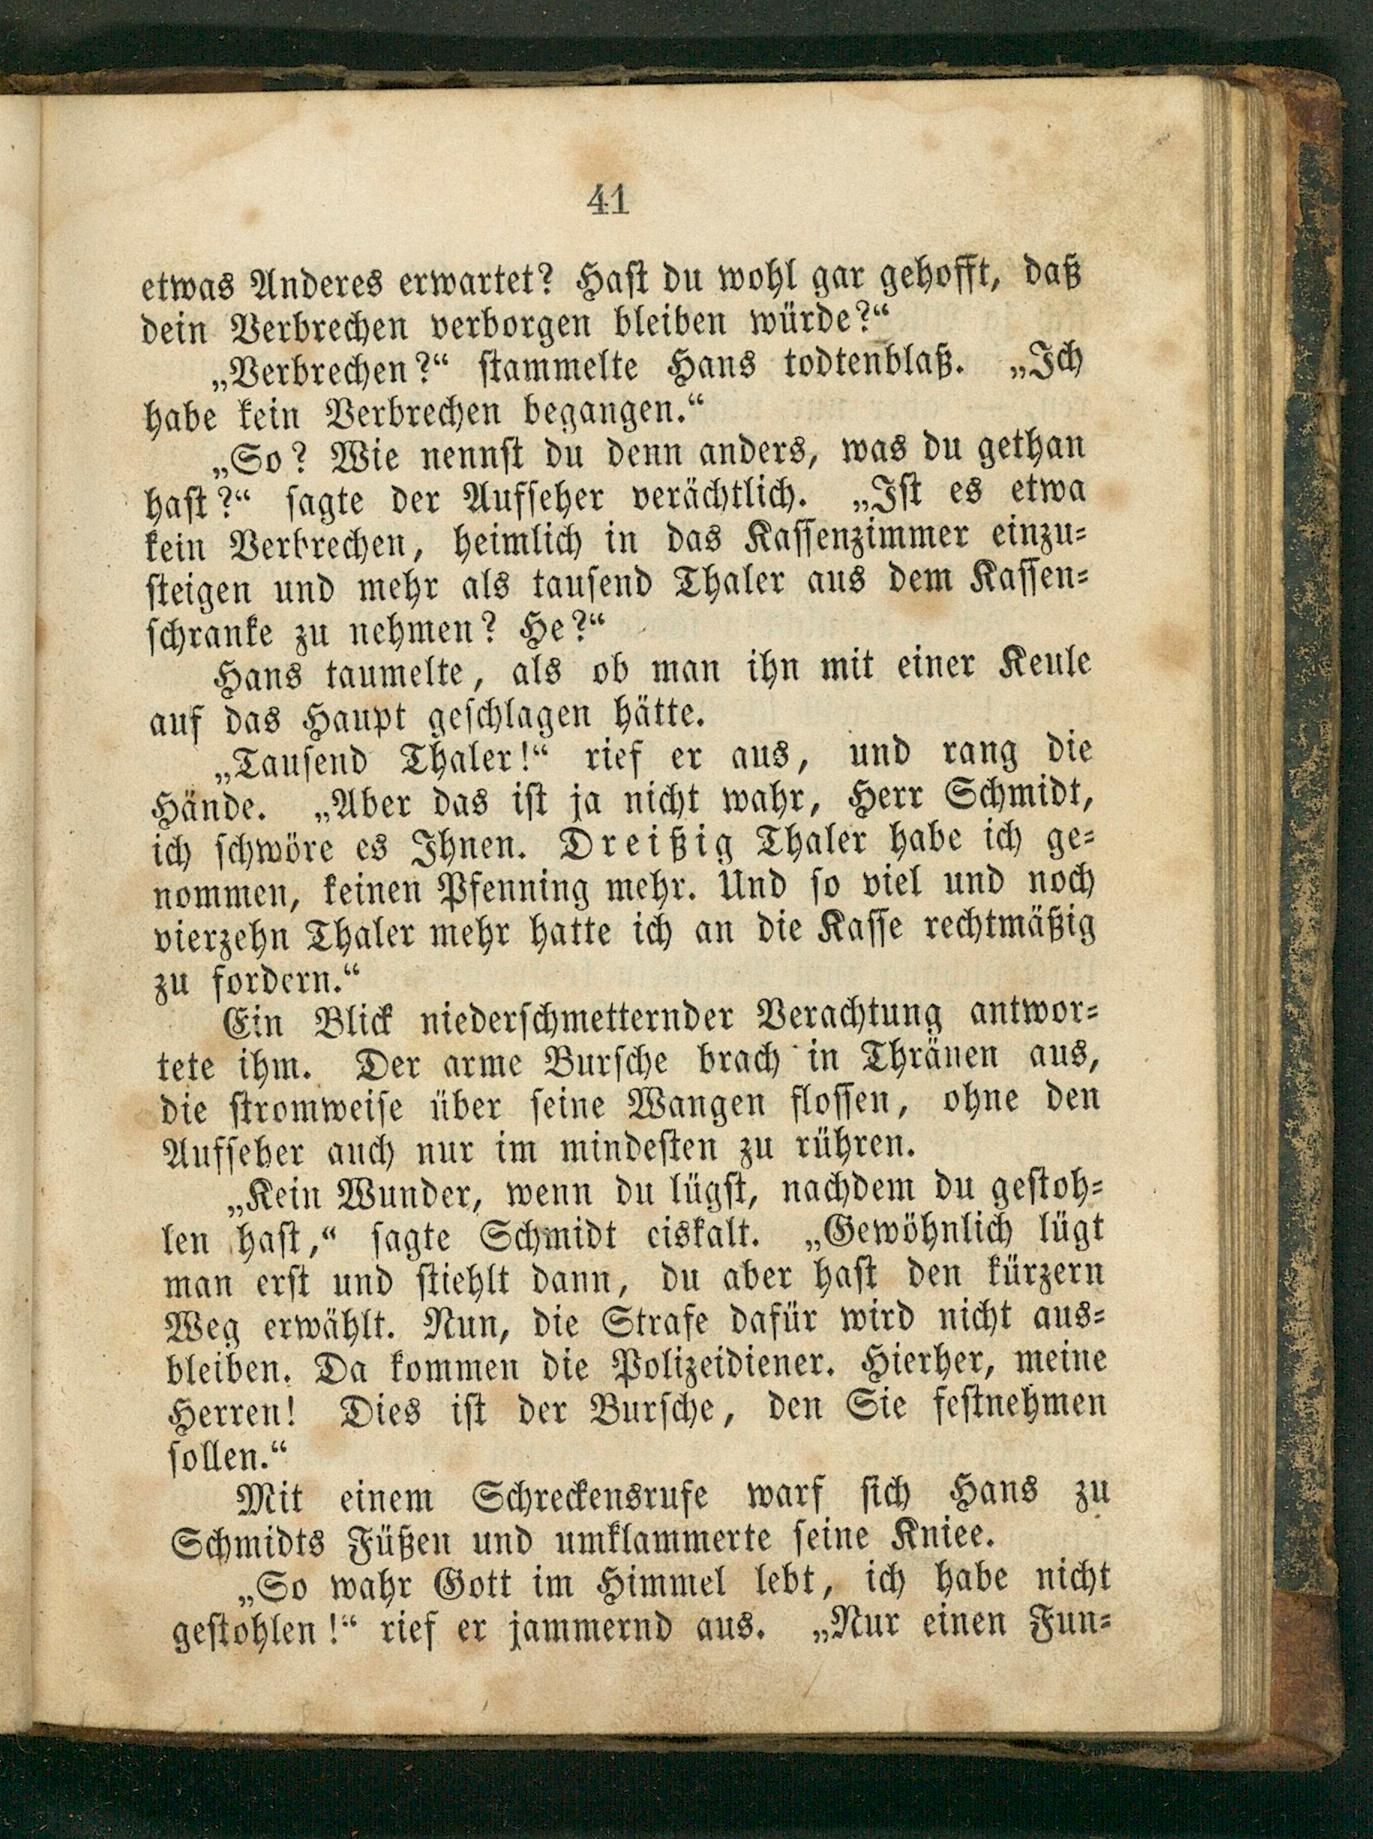 41
etwas Anderes erwartet? Hast du wohl gar gehofft, daß
dein Verbrechen verborgen bleiben würde?“
„Verbrechen?“ stammelte Hans todtenblaß. „Ich
habe kein Verbrechen begangen.“
„So? Wie nennst du denn anders, was du gethan
hast?“ sagte der Aufseher verächtlich. „Ist es etwa
kein Verbrechen, heimlich in das Kassenzimmer einzu-
steigen und mehr als tausend Thaler aus dem Kassen-
schranke zu nehmen? He?“
Hans taumelte, als ob man ihn mit einer Keule
auf das Haupt geschlagen hätte.
„Tausend Thaler!“ rief er aus, und rang die
Hände. „Aber das ist ja nicht wahr, Herr Schmidt,
ich schwöre es Ihnen. Dreißig Thaler habe ich ge-
nommen, keinen Pfenning mehr. Und so viel und noch
vierzehn Thaler mehr hatte ich an die Kasse rechtmäßig
zu fordern.“
Ein Blick niederschmetternder Verachtung antwor-
tete ihm. Der arme Bursche brach in Thränen aus,
die stromweise über seine Wangen flossen, ohne den
Aufseher auch nur im mindesten zu rühren.
„Kein Wunder, wenn du lügst, nachdem du gestoh-
len hast,“ sagte Schmidt eiskalt. „Gewöhnlich lügt
man erst und stiehlt dann, du aber hast den kürzern
Weg erwählt. Nun, die Strafe dafür wird nicht aus-
bleiben. Da kommen die Polizeidiener. Hierher, meine
Herren! Dies ist der Bursche, den Sie festnehmen
sollen.“
Mit einem Schreckensrufe warf sich Hans zu
Schmidts Füßen und umklammerte seine Kniee.
„So wahr Gott im Himmel lebt, ich habe nicht
gestohlen!“ rief er jammernd aus. „Nur einen Fun-